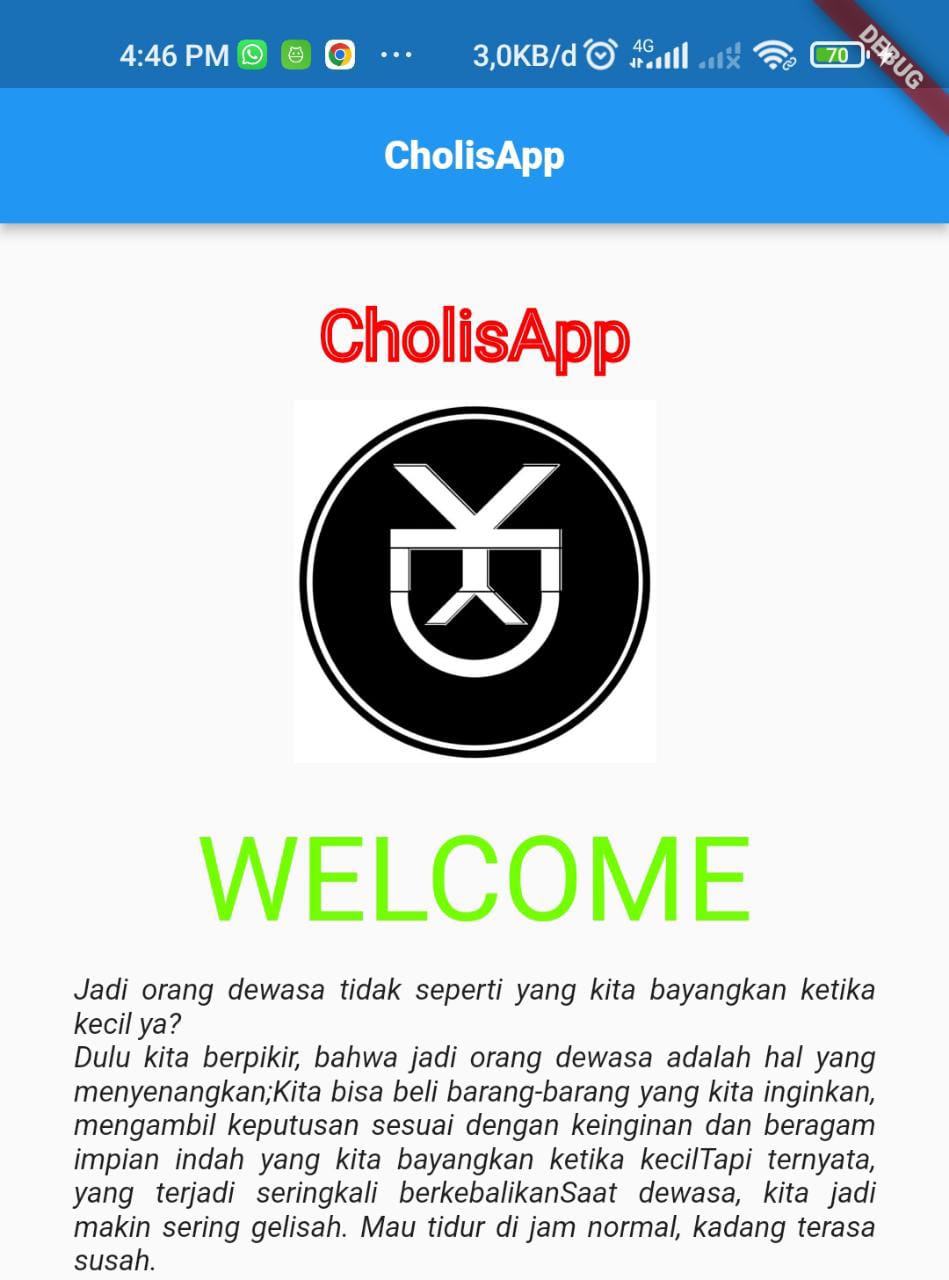 4:46 PM ... 3,0KB/d 4G 70
DEBUG
CholisApp
CholisApp
WELCOME
Jadi orang dewasa tidak seperti yang kita bayangkan ketika
kecil ya?
Dulu kita berpikir, bahwa jadi orang dewasa adalah hal yang
menyenangkan;Kita bisa beli barang-barang yang kita inginkan,
mengambil keputusan sesuai dengan keinginan dan beragam
impian indah yang kita bayangkan ketika kecilTapi ternyata,
yang terjadi seringkali berkebalikanSaat dewasa, kita jadi
makin sering gelisah. Mau tidur di jam normal, kadang terasa
susah.